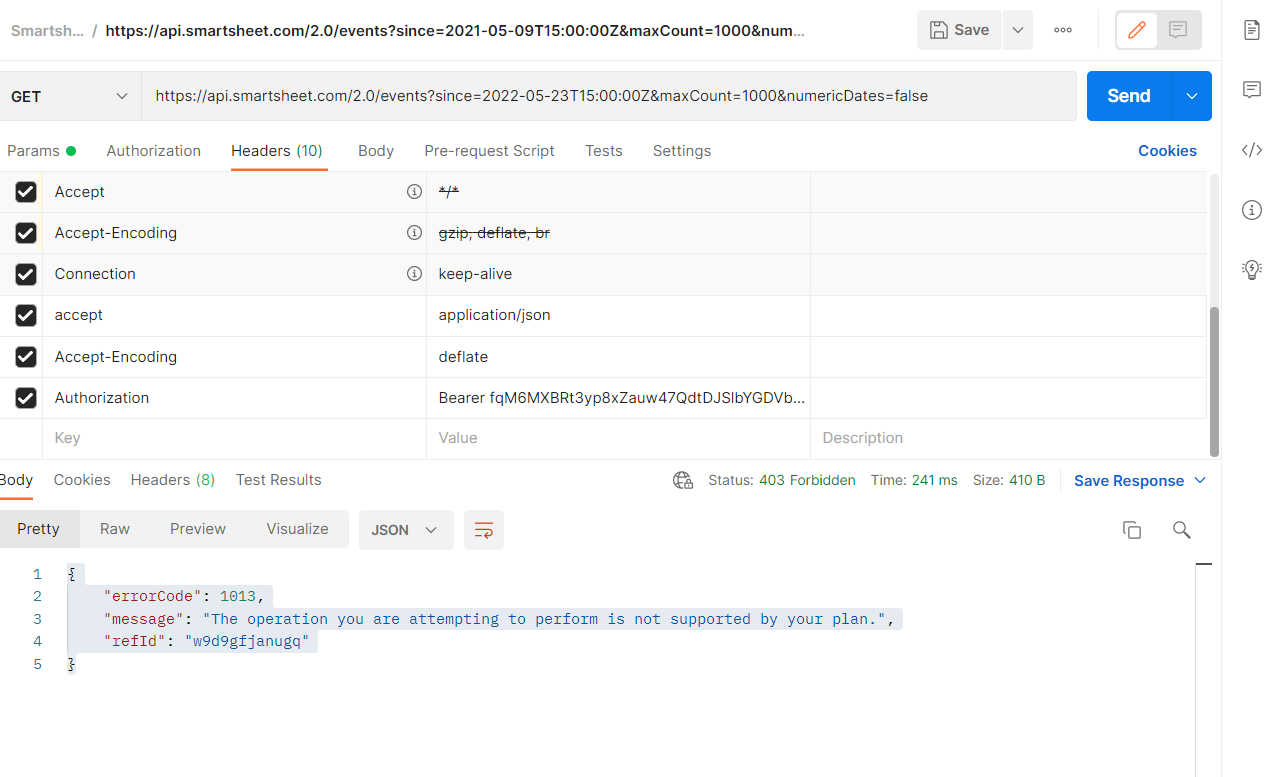 Smartsh... / https://api.smartsheet.com/2.0/events?since=2021-05-09T15:00:00Z&maxCount=1000&num...
Save
GET
https://api.smartsheet.com/2.0/events?since=2022-05-23T15:00:00Z&maxCount=1000&numericDates=false
Send
Params Authorization Headers (10) Body Pre-request Script Tests Settings Cookies
Accept */*
Accept-Encoding gzip, deflate, br
Connection keep-alive
accept application/json
Accept-Encoding deflate
Authorization Bearer fqM6MXBRt3yp8xZauw47QdtDJSlbYGDVb...
Key Value Description
Body Cookies Headers (8) Test Results Status: 403 Forbidden Time: 241 ms Size: 410 B Save Response
Pretty Raw Preview Visualize JSON
1 {
2 "errorCode": 1013,
3 "message": "The operation you are attempting to perform is not supported by your plan.",
4 "refId": "w9d9gfjanugq"
5 }